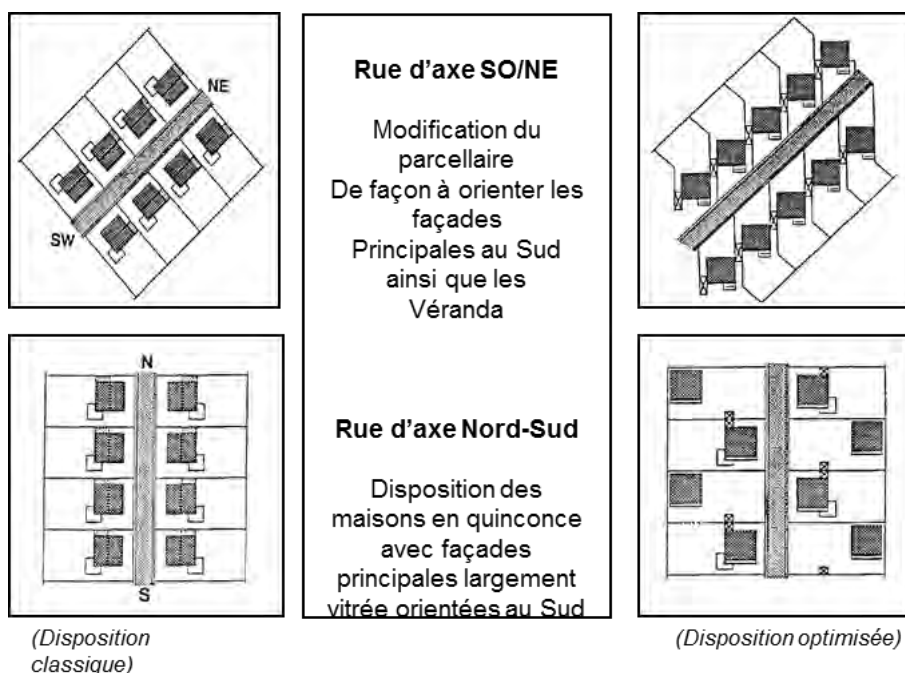 NE
SW
Rue d'axe SO/NE
Modification du
parcellaire
De façon à orienter les
façades
Principales au Sud
ainsi que les
Véranda
N
S
Rue d'axe Nord-Sud
Disposition des
maisons en quinconce
avec façades
principales largement
vitrée orientées au Sud
(Disposition
classique)
(Disposition optimisée)